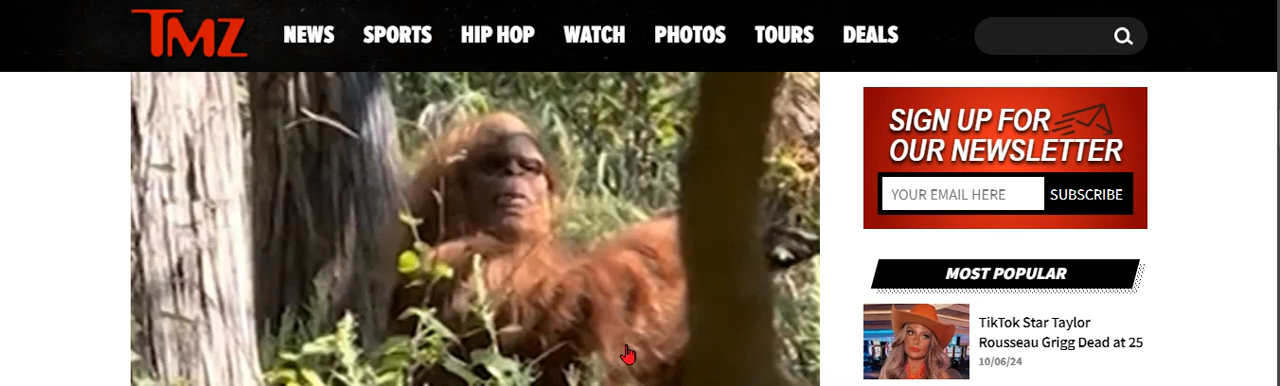 TMZ
NEWS SPORTS HIP HOP WATCH PHOTOS TOURS DEALS
SIGN UP FOR
OUR NEWSLETTER
YOUR EMAIL HERE SUBSCRIBE
MOST POPULAR
TikTok Star Taylor
Rousseau Grigg Dead at 25
10/06/24